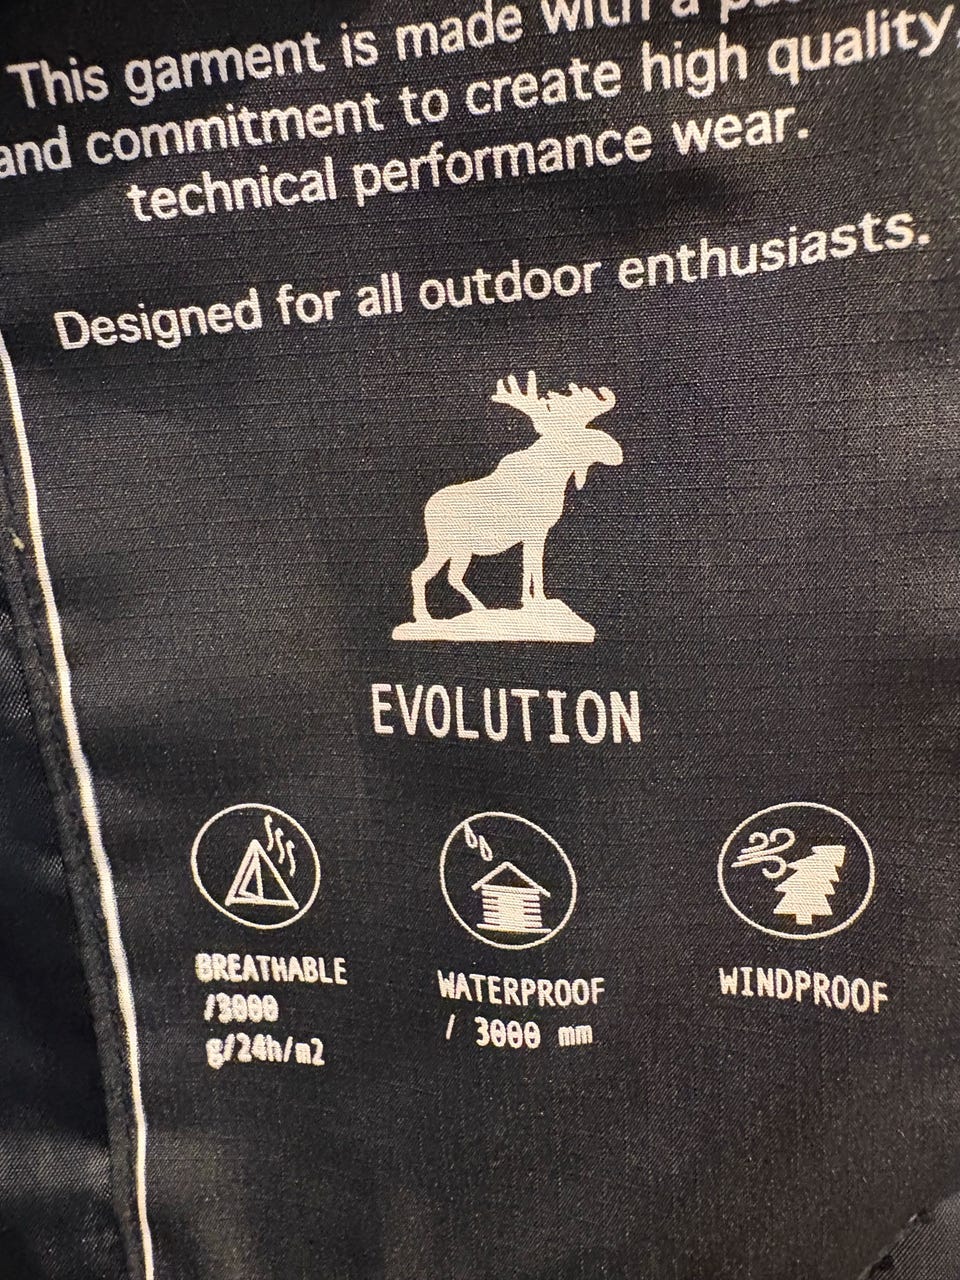 This garment is made with a
and commitment to create high quality,
technical performance wear.
Designed for all outdoor enthusiasts.
EVOLUTION
BREATHABLE
/3000
g/24h/m2
WATERPROOF
/ 3000 mm
WINDPROOF